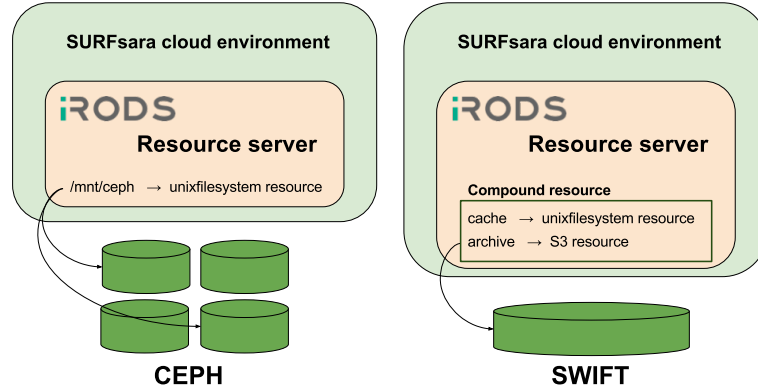 SURFsara cloud environment
iRODS
Resource server
/mnt/ceph → unixfilesystem resource
CEPH
SURFsara cloud environment
iRODS
Resource server
Compound resource
cache → unixfilesystem resource
archive → S3 resource
SWIFT